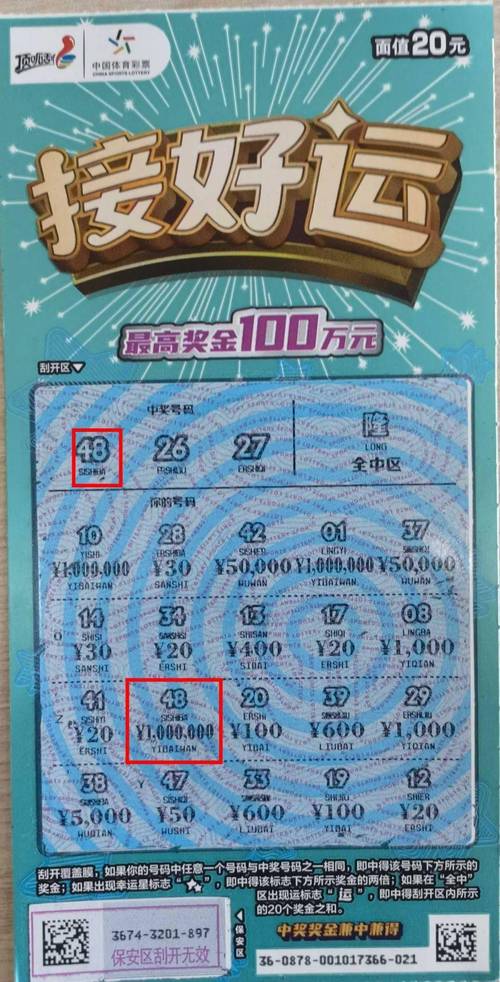 顶呱刮 中国体育彩票 面值20元
CHINA SPORTS LOTTERY
接好运
最高奖金100万元
刮开区▼
中奖号码
48 26 27 隆
SISHIBA ERSHILIU ERSHIQI LONG
全中区
你的号码
10 28 42 01 37
YISHI ERSHIBA SISHIER LINGYI
¥1,000,000 ¥30 ¥50,000 ¥1,000,000 ¥50,000
YIBAIWAN SANSHI WUWAN YIBAIWAN WUWAN
14 34 13 17 08
SHISI SHISAN SHIQI LINGBA
¥30 ¥20 ¥400 ¥20 ¥1,000
SANSHI ERSHI SIBAI ERSHI YIQIAN
41 48 20 39 29
SISHIYI SISHIBA ERSHI ERSHIJIU
¥20 ¥1,000,000 ¥100 ¥600 ¥1,000
ERSHI YIBAIWAN YIBAI LIUBAI YIQIAN
38 47 33 19 12
SISHIQI SHIJIU SHIER
¥5,000 ¥50 ¥600 ¥100 ¥20
WUQIAN WUSHI LIUBAI YIBAI ERSHI
刮开覆盖膜，如果你的号码中任意一个号码与中奖号码之一相同，即中得该号码下方所示的
奖金；如果出现幸运星标志“☆”，即中得该标志下方所示奖金的两倍；如果在“全中”
区出现运标志“運”，即中得刮开区内所示
的20个奖金之和。
中奖奖金兼中兼得
3674-3201-897
保安区刮开无效
保安区
36-0878-001017366-021